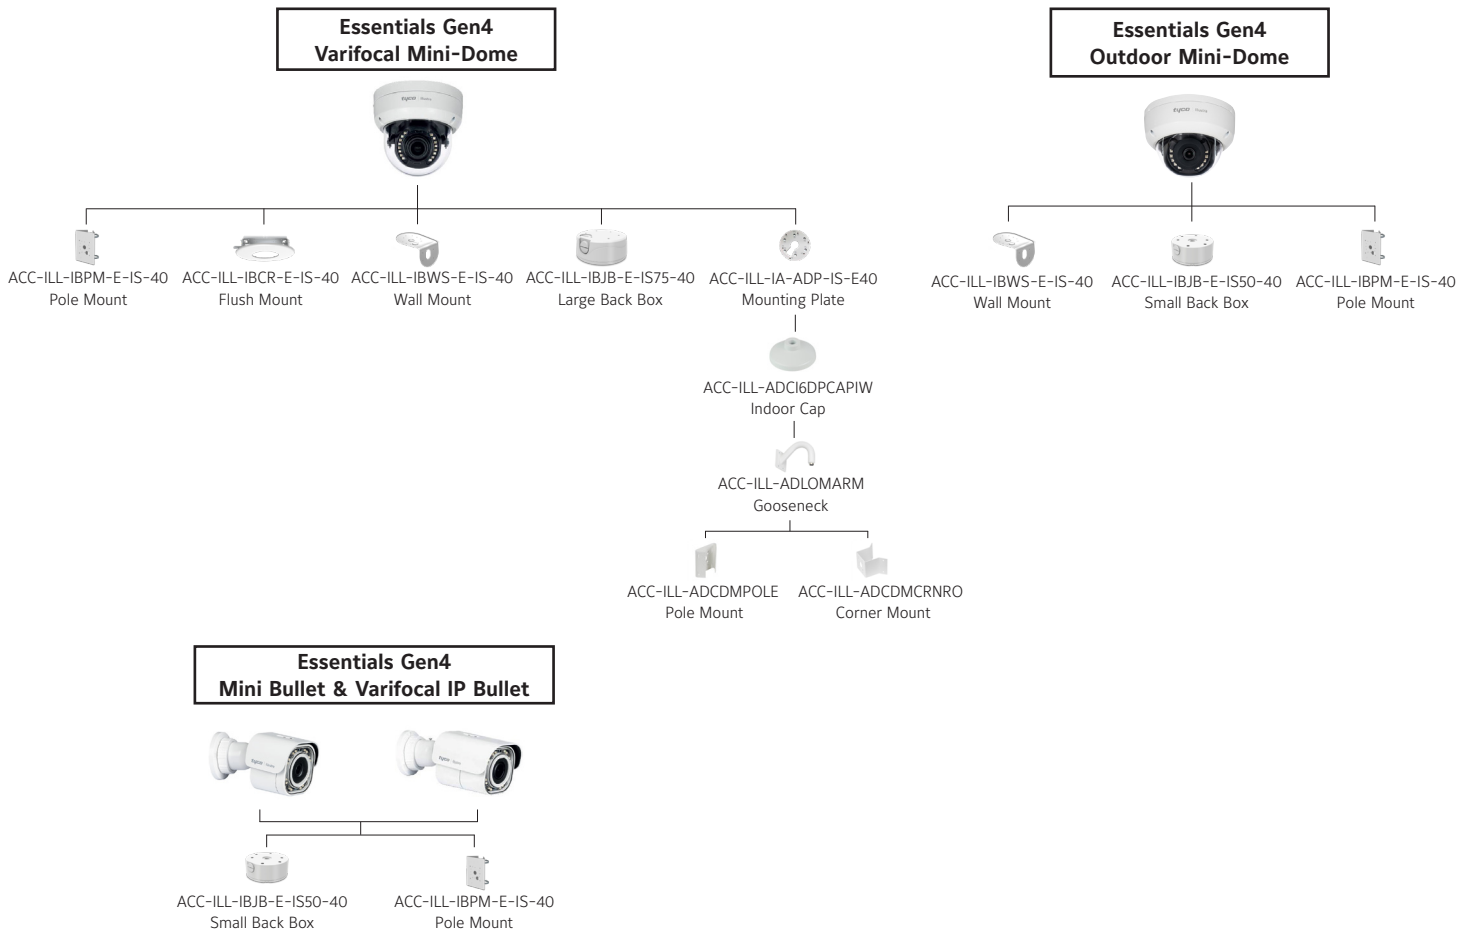 Essentials Gen4
Varifocal Mini-Dome
tyco
ACC-ILL-IBPM-E-IS-40
Pole Mount
ACC-ILL-IBCR-E-IS-40
Flush Mount
ACC-ILL-IBWS-E-IS-40
Wall Mount
ACC-ILL-IBJB-E-IS75-40
Large Back Box
ACC-ILL-IA-ADP-IS-E40
Mounting Plate
ACC-ILL-ADCI6DPCAPIW
Indoor Cap
ACC-ILL-ADLOMARM
Gooseneck
ACC-ILL-ADCDMPOLE
Pole Mount
ACC-ILL-ADCDMCRNRO
Corner Mount
Essentials Gen4
Outdoor Mini-Dome
tyco
ACC-ILL-IBWS-E-IS-40
Wall Mount
ACC-ILL-IBJB-E-IS50-40
Small Back Box
ACC-ILL-IBPM-E-IS-40
Pole Mount
Essentials Gen4
Mini Bullet & Varifocal IP Bullet
tyco
tyco
ACC-ILL-IBJB-E-IS50-40
Small Back Box
ACC-ILL-IBPM-E-IS-40
Pole Mount